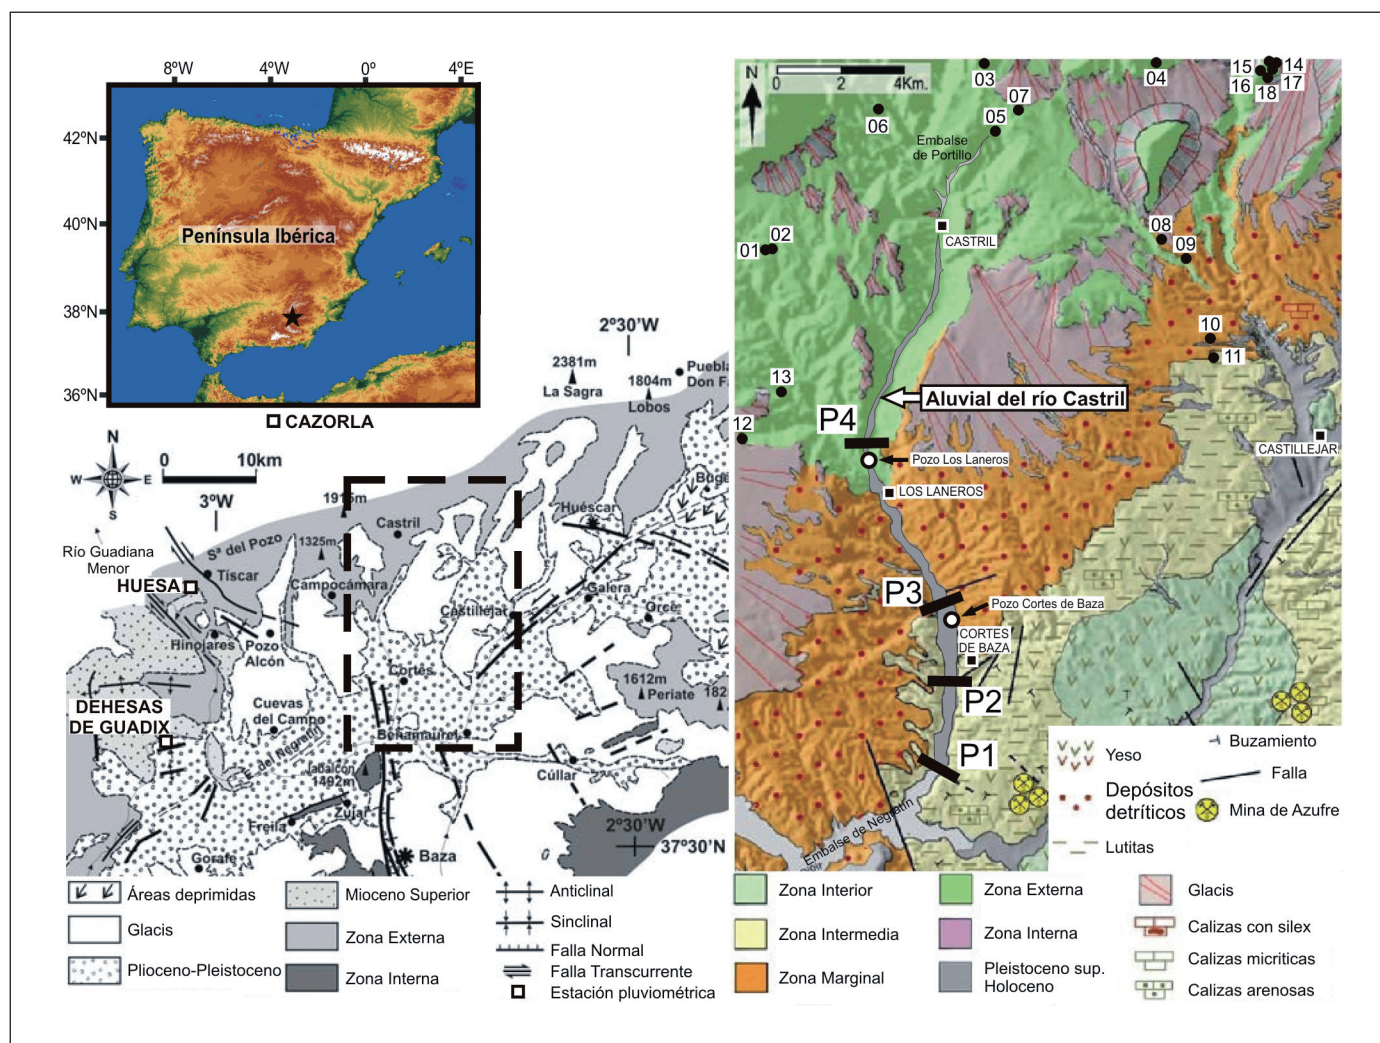 8ºW
4ºW
0º
4ºE
42ºN
40ºN
38ºN
36ºN
Península Ibérica
CAZORLA
N
W
E
S
0
10km
3ºW
2º30'W
2381m
La Sagra
1804m
Lobos
Puebla
Don Fa
1915m
Castril
Huéscar
Sª del Pozo
1325m
Río Guadiana
Menor
HUESA
Tíscar
Campocámara
Castilléjar
Galera
Orce
Hinojares
Pozo
Alcón
Cortes
1612m
Periate
DEHESAS
DE GUADIX
Cuevas
del Campo
Benamaurel
E. del Negratín
Jabalcón
1492m
Cúllar
Zújar
Freila
2º30'W
37º30'N
Baza
Gorafe
Áreas deprimidas
Glacis
Plioceno-Pleistoceno
Mioceno Superior
Zona Externa
Zona Interna
Anticlinal
Sinclinal
Falla Normal
Falla Transcurrente
Estación pluviométrica
N
0
2
4Km.
03
04
15
14
16
17
18
06
07
05
Embalse
de Portillo
CASTRIL
01
02
08
09
10
11
13
12
P4
Aluvial del río Castril
Pozo Los Laneros
LOS LANEROS
CASTILLEJAR
P3
Pozo Cortes de Baza
CORTES
DE BAZA
P2
P1
Embalse de Negratín
Yeso
Depósitos
detríticos
Lutitas
Buzamiento
Falla
Mina de Azufre
Zona Interior
Zona Intermedia
Zona Marginal
Zona Externa
Zona Interna
Pleistoceno sup.
Holoceno
Glacis
Calizas con silex
Calizas micriticas
Calizas arenosas